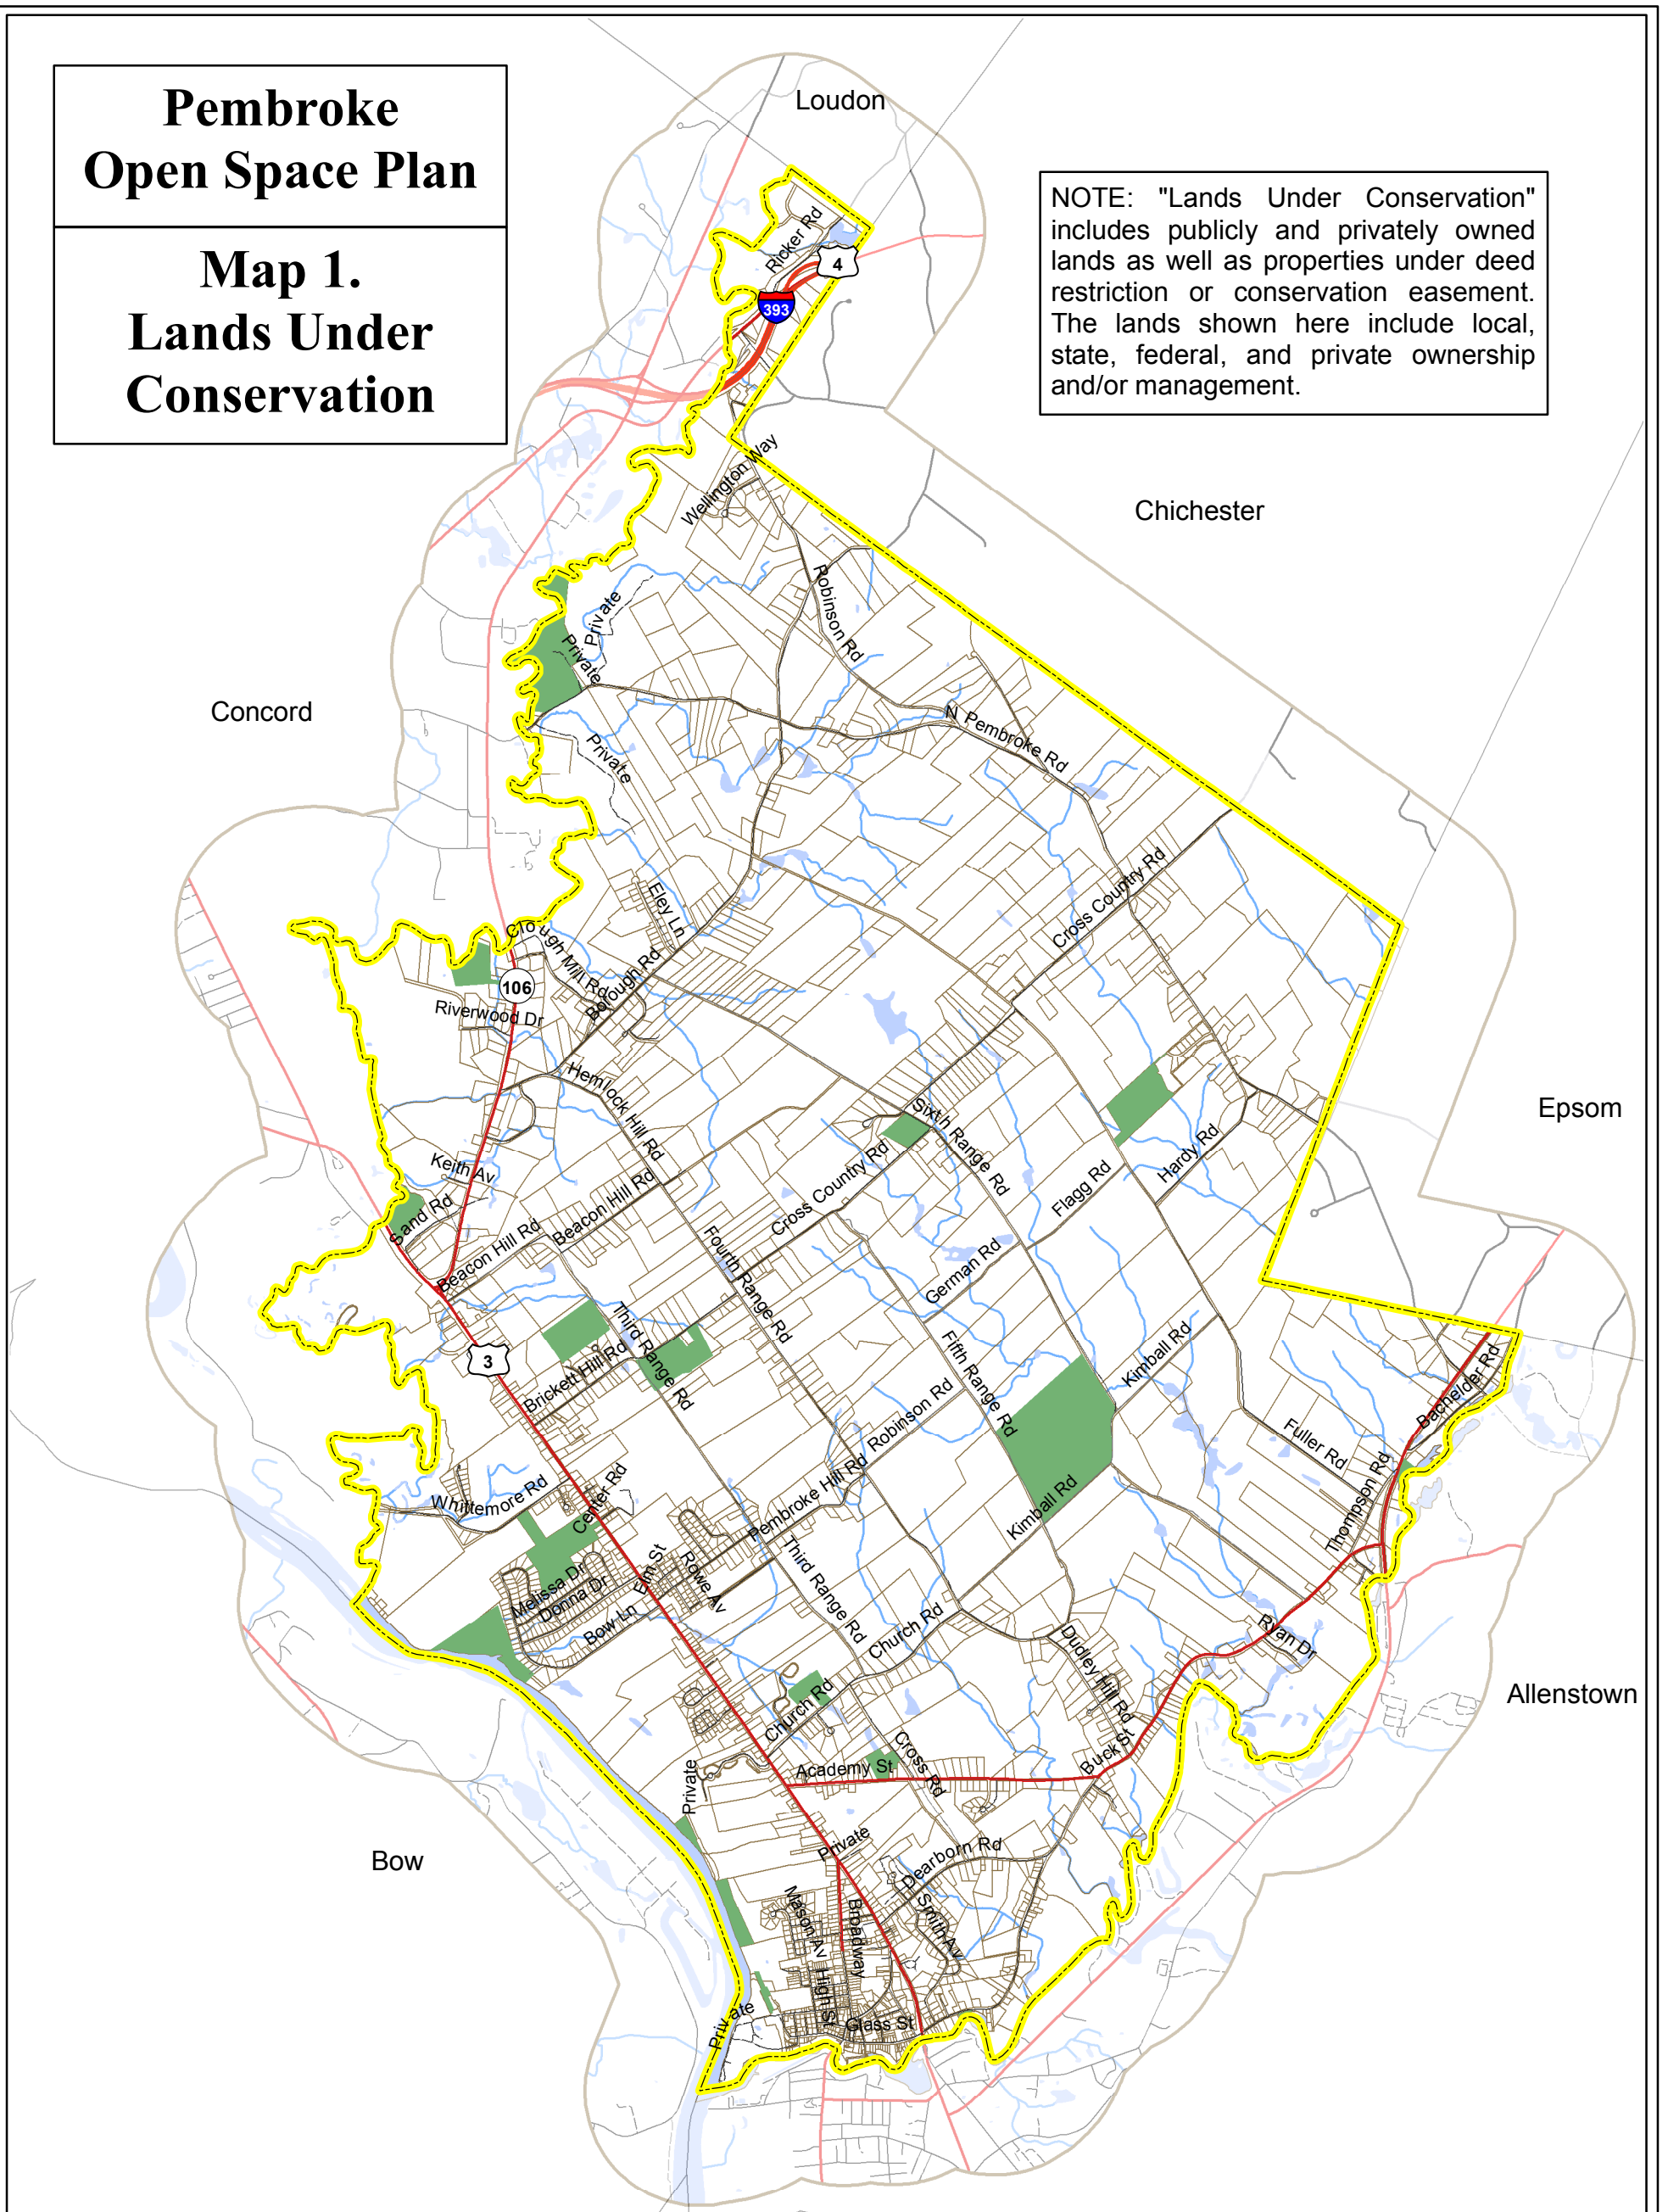 Pembroke
Open Space Plan
Map 1.
Lands Under
Conservation
NOTE: "Lands Under Conservation"
includes publicly and privately owned
lands as well as properties under deed
restriction or conservation easement.
The lands shown here include local,
state, federal, and private ownership
and/or management.
Loudon
Ricker Rd
4
393
Chichester
Wellington Way
Robinson Rd
Private
Private
Concord
N Pembroke Rd
Private
Cross Country Rd
Eley Ln
Clough Mill Rd
Borough Rd
106
Riverwood Dr
Hemlock Hill Rd
Sixth Range Rd
Epsom
Keith Av
Cross Country Rd
Flagg Rd
Hardy Rd
Sand Rd
Beacon Hill Rd
Beacon Hill Rd
Fourth Range Rd
German Rd
Third Range Rd
3
Brickett Hill Rd
Fifth Range Rd
Kimball Rd
Bachelder Rd
Robinson Rd
Fuller Rd
Whittemore Rd
Center Rd
Pembroke Hill Rd
Kimball Rd
Thompson Rd
Melissa Dr
Donna Dr
Elm St
Rowe Av
Third Range Rd
Bow Ln
Church Rd
Dudley Hill Rd
Ryan Dr
Allenstown
Church Rd
Cross Rd
Buck St
Academy St
Private
Private
Bow
Dearborn Rd
Mason Av
Broadway
Smith Av
High St
Glass St
Private